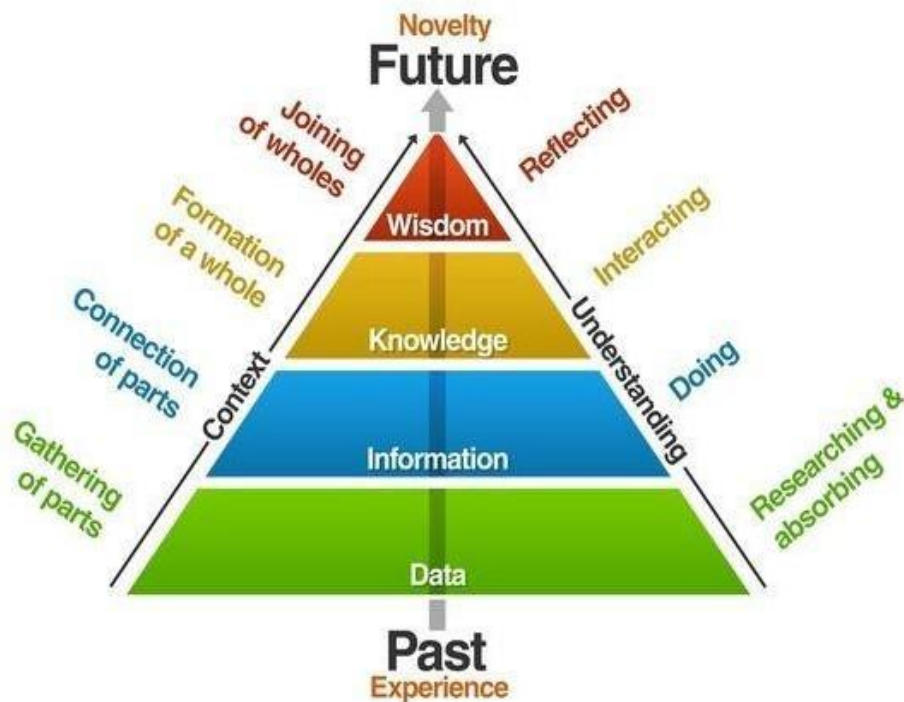 Novelty
Future
Joining
of wholes
Reflecting
Wisdom
Formation
of a whole
Interacting
Knowledge
Connection
of parts
Context
Understanding
Doing
Information
Gathering
of parts
Researching &
absorbing
Data
Past
Experience